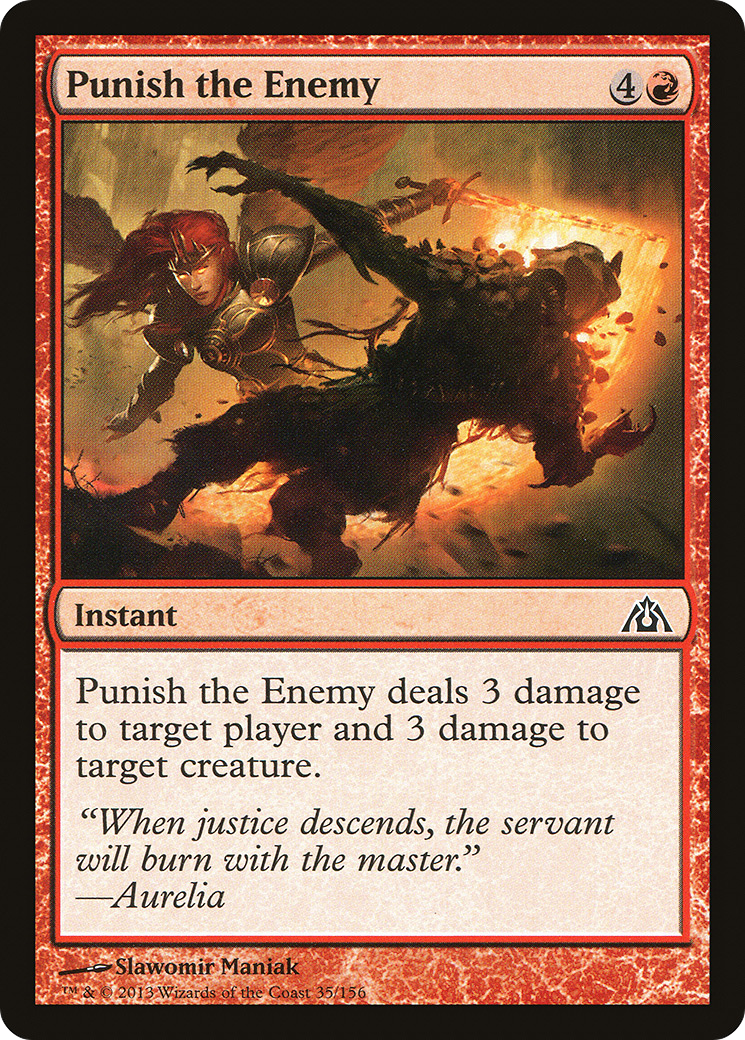 Punish the Enemy 4
Instant
Punish the Enemy deals 3 damage
to target player and 3 damage to
target creature.
“When justice descends, the servant
will burn with the master.”
—Aurelia
Slawomir Maniak
™ & © 2013 Wizards of the Coast 35/156